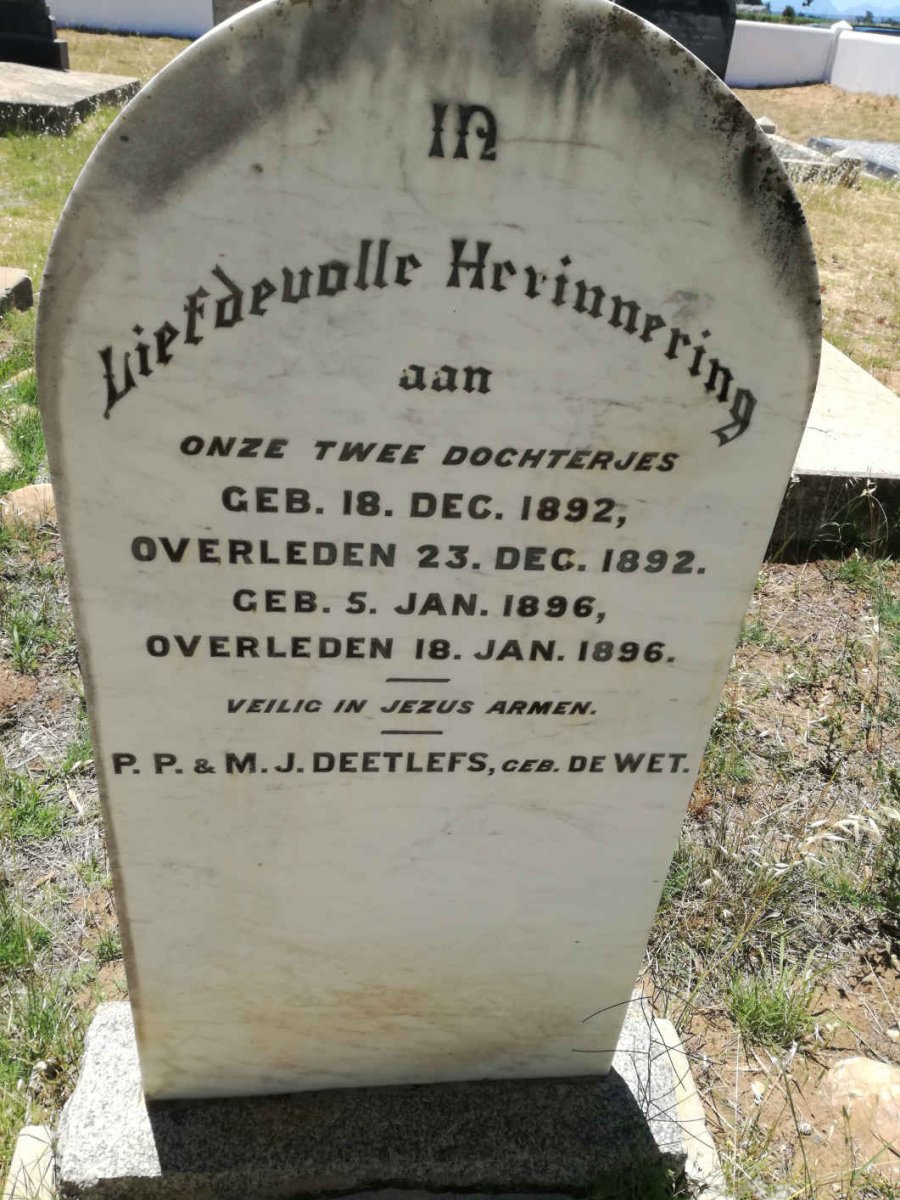 In
Liefdevolle Herinnering
aan
ONZE TWEE DOCHTERJES
GEB. 18. DEC. 1892,
OVERLEDEN 23. DEC. 1892.
GEB. 5. JAN. 1896,
OVERLEDEN 18. JAN. 1896.
VEILIG IN JEZUS ARMEN.
P. P. & M. J. DEETLEFS, GEB. DE WET.